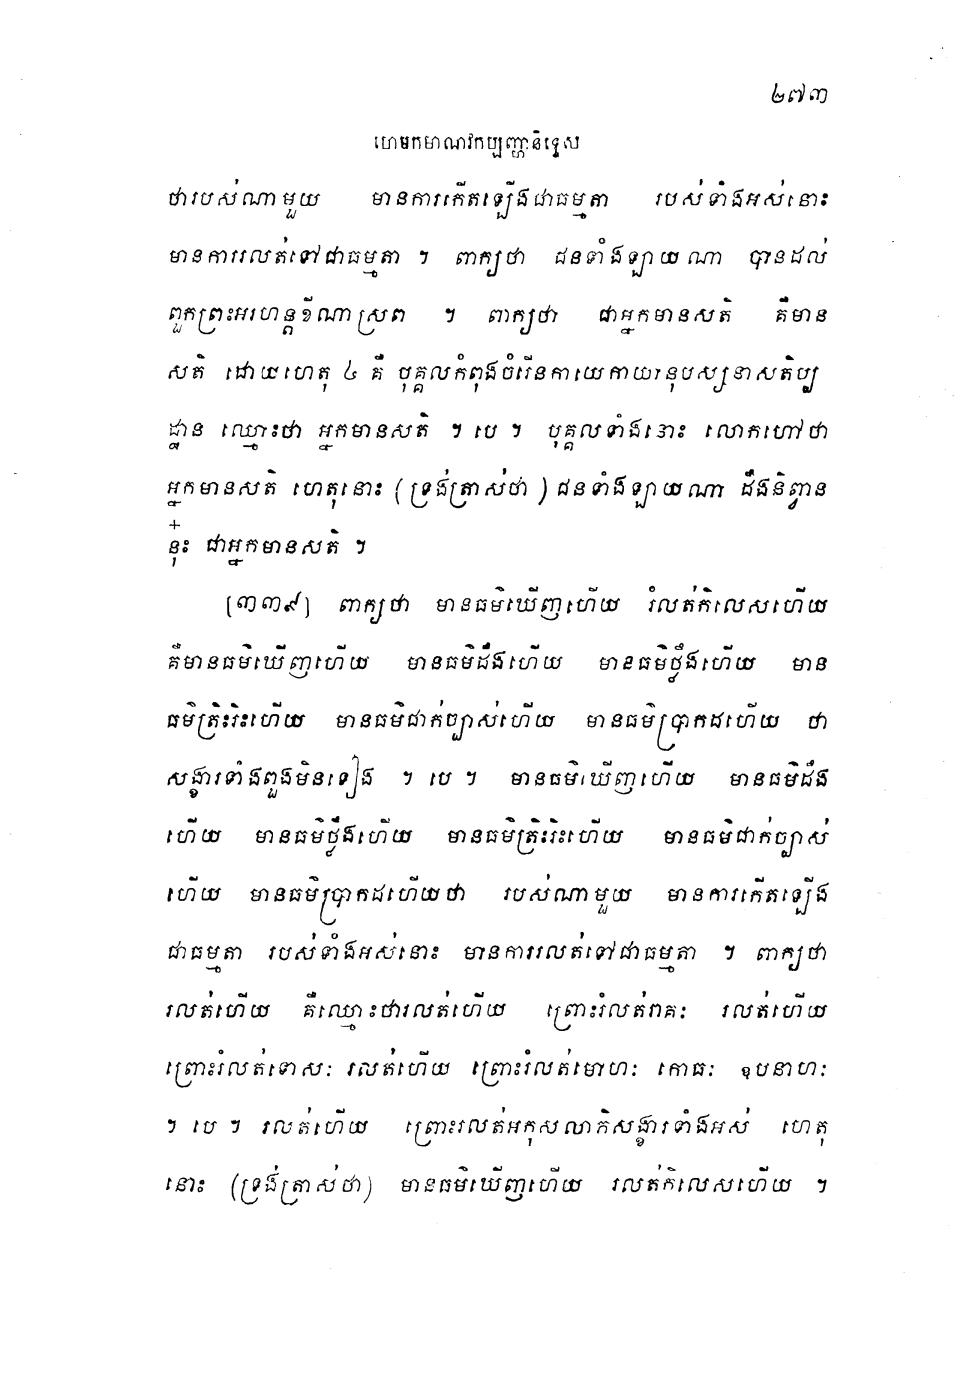 ២៧៣
ហេមកមាណវកប្បញ្ហានិទ្ទេស
ថារបស់ណាមួយ មានការកើតឡើងជាធម្មតា របស់ទាំងអស់នោះ
មានការរលត់ទៅជាធម្មតា ។ ពាក្យថា ជនទាំងឡាយណា បានដល់
ពួកព្រះអរហន្តខីណាស្រព ។ ពាក្យថា ជាអ្នកមានសតិ គឺមាន
សតិ ដោយហេតុ ៤ គឺ បុគ្គលកំពុងចំរើនកាយេកាយានុបស្សនាសតិប្ប
ដ្ឋាន ឈ្មោះថា អ្នកមានសតិ ។ បេ ។ បុគ្គលទាំងនោះ លោកហៅថា
អ្នកមានសតិ ហេតុនោះ (ទ្រង់ត្រាស់ថា) ជនទាំងឡាយណា ដឹងនិព្វាន
+
នុ៎ះ ជាអ្នកមានសតិ ។
[៣៣៩] ពាក្យថា មានធម៌ឃើញហើយ រំលត់កិលេសហើយ
គឺមានធម៌ឃើញហើយ មានធម៌ដឹងហើយ មានធម៌ថ្លឹងហើយ មាន
ធម៌ត្រិះរិះហើយ មានធម៌ជាក់ច្បាស់ហើយ មានធម៌ប្រាកដហើយ ថា
សង្ខារទាំងពួងមិនទៀង ។ បេ ។ មានធម៌ឃើញហើយ មានធម៌ដឹង
ហើយ មានធម៌ថ្លឹងហើយ មានធម៌ត្រិះរិះហើយ មានធម៌ជាក់ច្បាស់
ហើយ មានធម៌ប្រាកដហើយថា របស់ណាមួយ មានការកើតឡើង
ជាធម្មតា របស់ទាំងអស់នោះ មានការរលត់ទៅជាធម្មតា ។ ពាក្យថា
រលត់ហើយ គឺឈ្មោះថារលត់ហើយ ព្រោះរំលត់រាគៈ រលត់ហើយ
ព្រោះរំលត់ទោសៈ រលត់ហើយ ព្រោះរំលត់មោហៈ កោធៈ ឧបនាហៈ
។ បេ ។ រលត់ហើយ ព្រោះរលត់អកុសលាភិសង្ខារទាំងអស់ ហេតុ
នោះ (ទ្រង់ត្រាស់ថា) មានធម៌ឃើញហើយ រលត់កិលេសហើយ ។